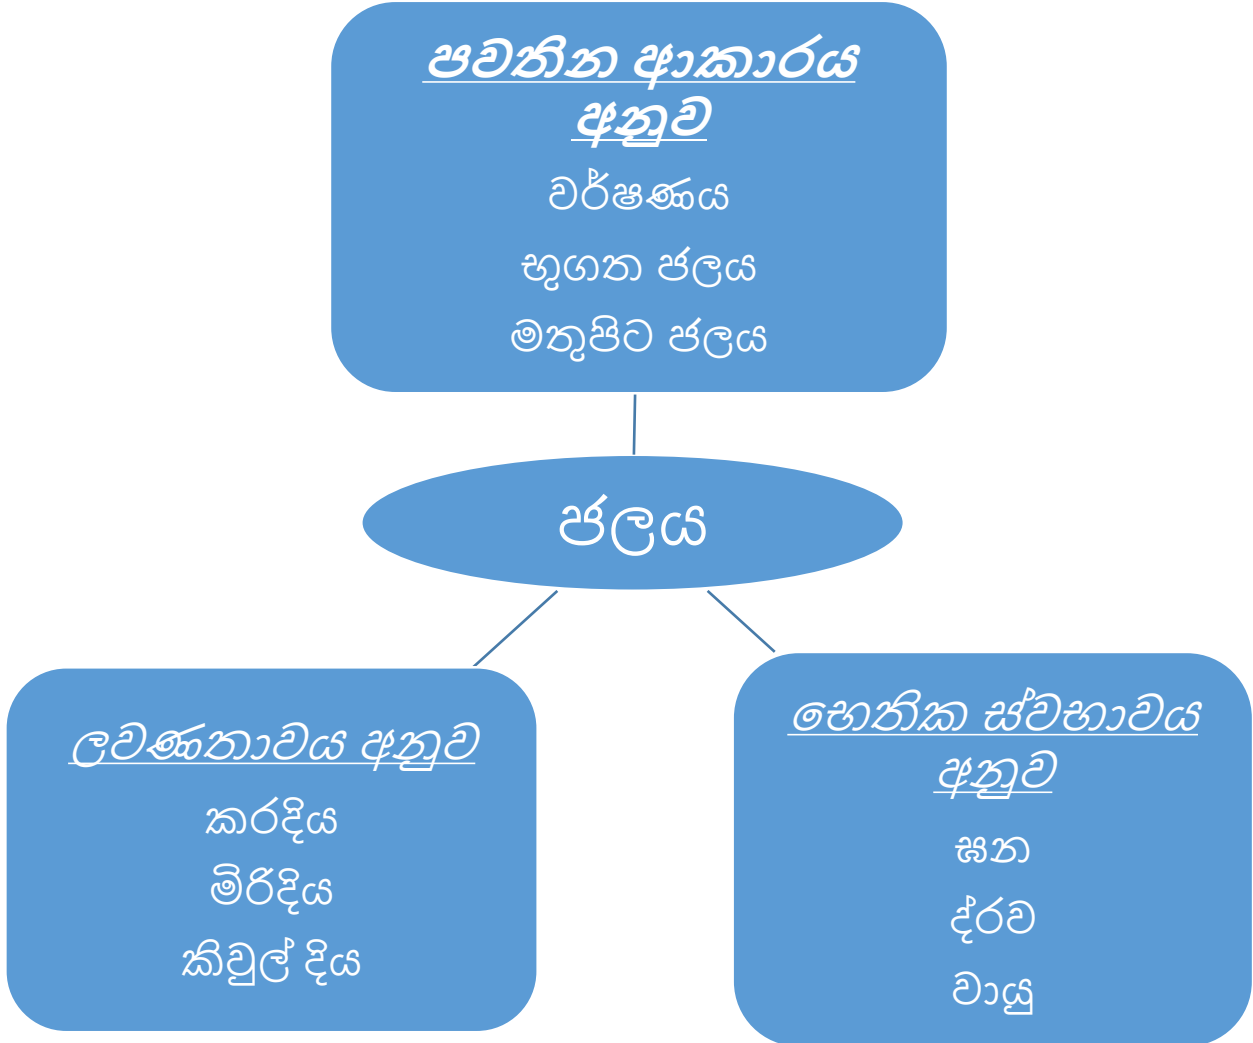 පවතින ආකාරය
අනුව
වර්ෂණය
භුගත ජලය
මතුපිට ජලය
ජලය
ලවණතාවය අනුව
කරදිය
මිරිදිය
කිවුල් දිය
භෙතික ස්වභාවය
අනුව
ඝන
ද්රව
වායු